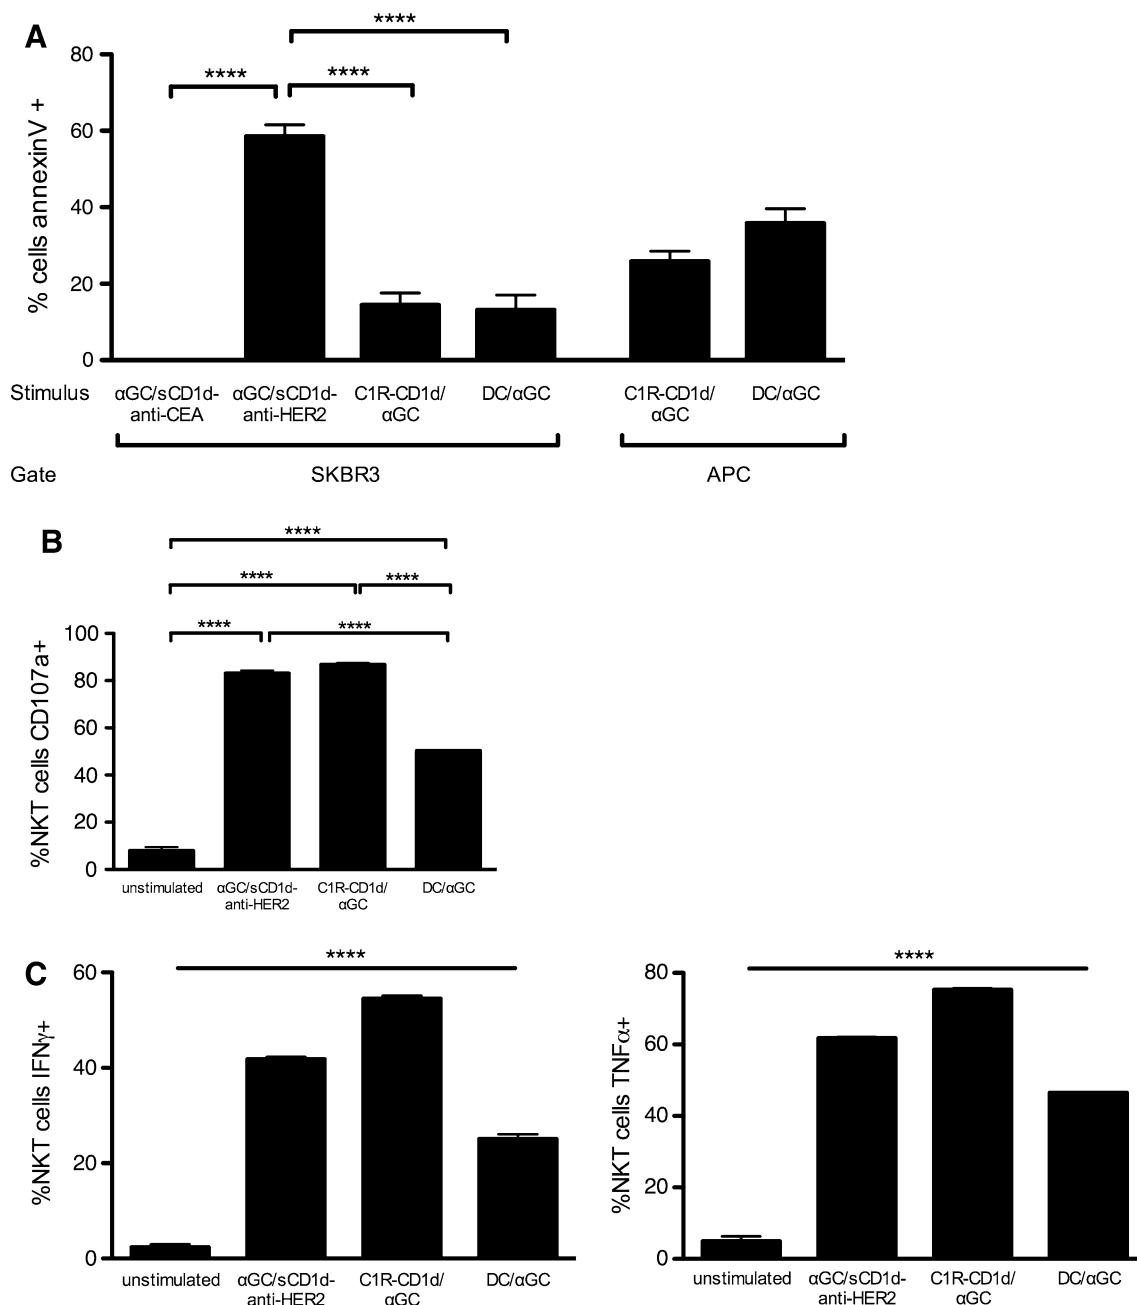 A
****
**** ****
80
60
40
20
0
% cells annexinV +
Stimulus αGC/sCD1d-anti-CEA αGC/sCD1d-anti-HER2 C1R-CD1d/αGC DC/αGC C1R-CD1d/αGC DC/αGC
Gate SKBR3 APC
B
****
**** ****
**** ****
100
80
60
40
20
0
%NKT cells CD107a+
unstimulated αGC/sCD1d-anti-HER2 C1R-CD1d/αGC DC/αGC
C
****
60
40
20
0
%NKT cells IFNγ+
unstimulated αGC/sCD1d-anti-HER2 C1R-CD1d/αGC DC/αGC
****
80
60
40
20
0
%NKT cells TNFα+
unstimulated αGC/sCD1d-anti-HER2 C1R-CD1d/αGC DC/αGC